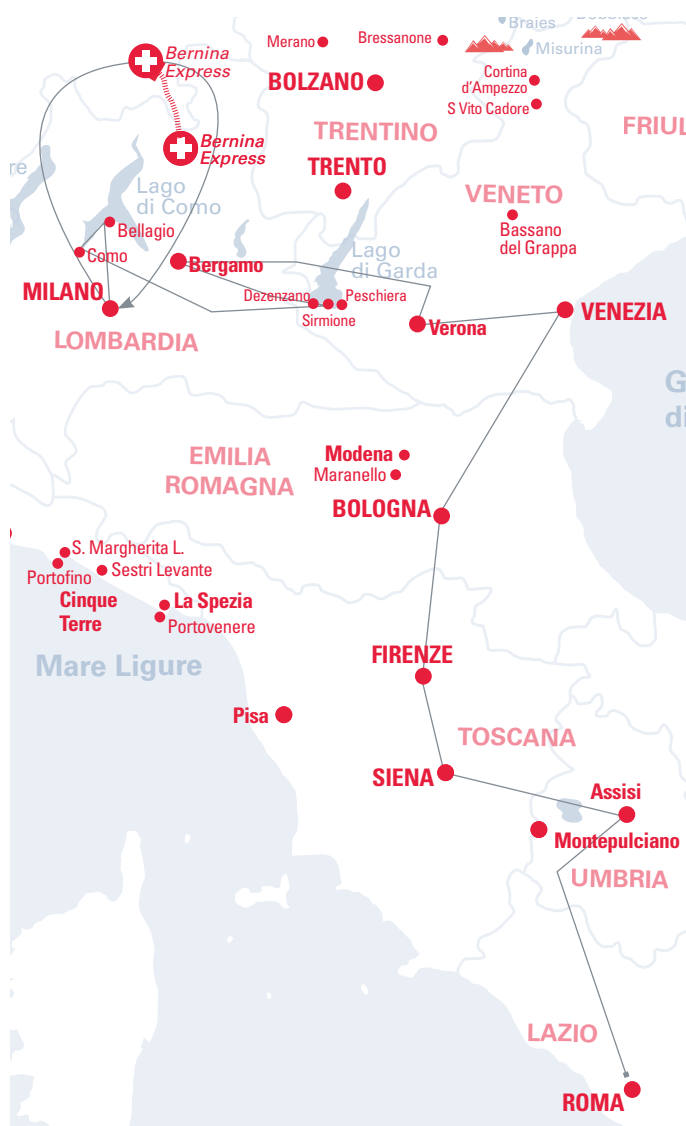 Braies
Misurina
Bernina
Express
Merano
Bressanone
BOLZANO
Cortina
d'Ampezzo
S Vito Cadore
TRENTINO
FRIUL
Bernina
Express
TRENTO
re
Lago
di Como
VENETO
Bassano
del Grappa
Bellagio
Como
Bergamo
Lago
di Garda
MILANO
Dezenzano
Peschiera
Sirmione
Verona
VENEZIA
LOMBARDIA
G
di
EMILIA
ROMAGNA
Modena
Maranello
BOLOGNA
S. Margherita L.
Portofino
Sestri Levante
Cinque
Terre
La Spezia
Portovenere
FIRENZE
Mare Ligure
Pisa
TOSCANA
SIENA
Assisi
Montepulciano
UMBRIA
LAZIO
ROMA